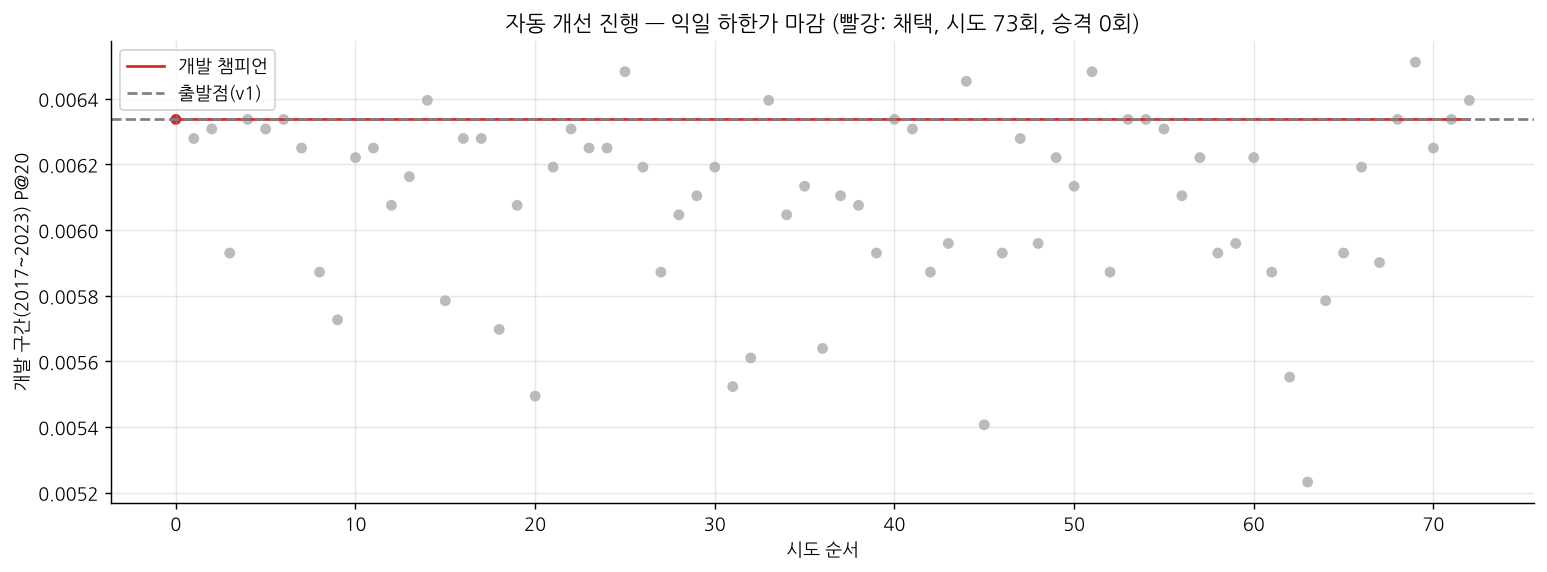 자동 개선 진행 — 익일 하한가 마감 (빨강: 채택, 시도 73회, 승격 0회)
개발 챔피언
출발점(v1)
개발 구간(2017~2023) P@20
0.0064
0.0062
0.0060
0.0058
0.0056
0.0054
0.0052
0 10 20 30 40 50 60 70
시도 순서